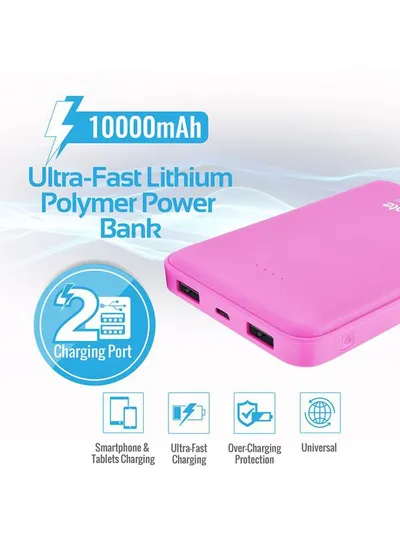 10000mAh
Ultra-Fast Lithium
Polymer Power
Bank
2
Charging Port
Smartphone &
Tablets Charging
Ultra-Fast
Charging
Over-Charging
Protection
Universal